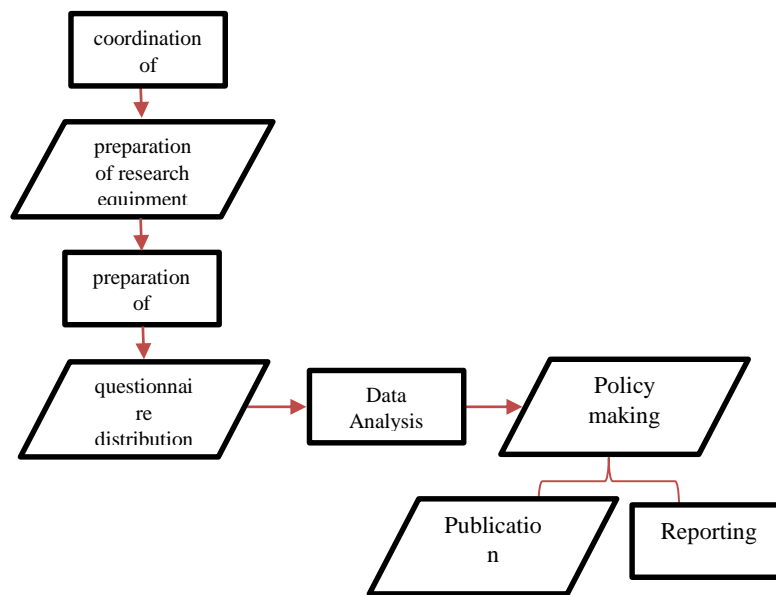 coordination
of
preparation
of research
equipment
preparation
of
questionnai
re
distribution
Data
Analysis
Policy
making
Publicatio
n
Reporting